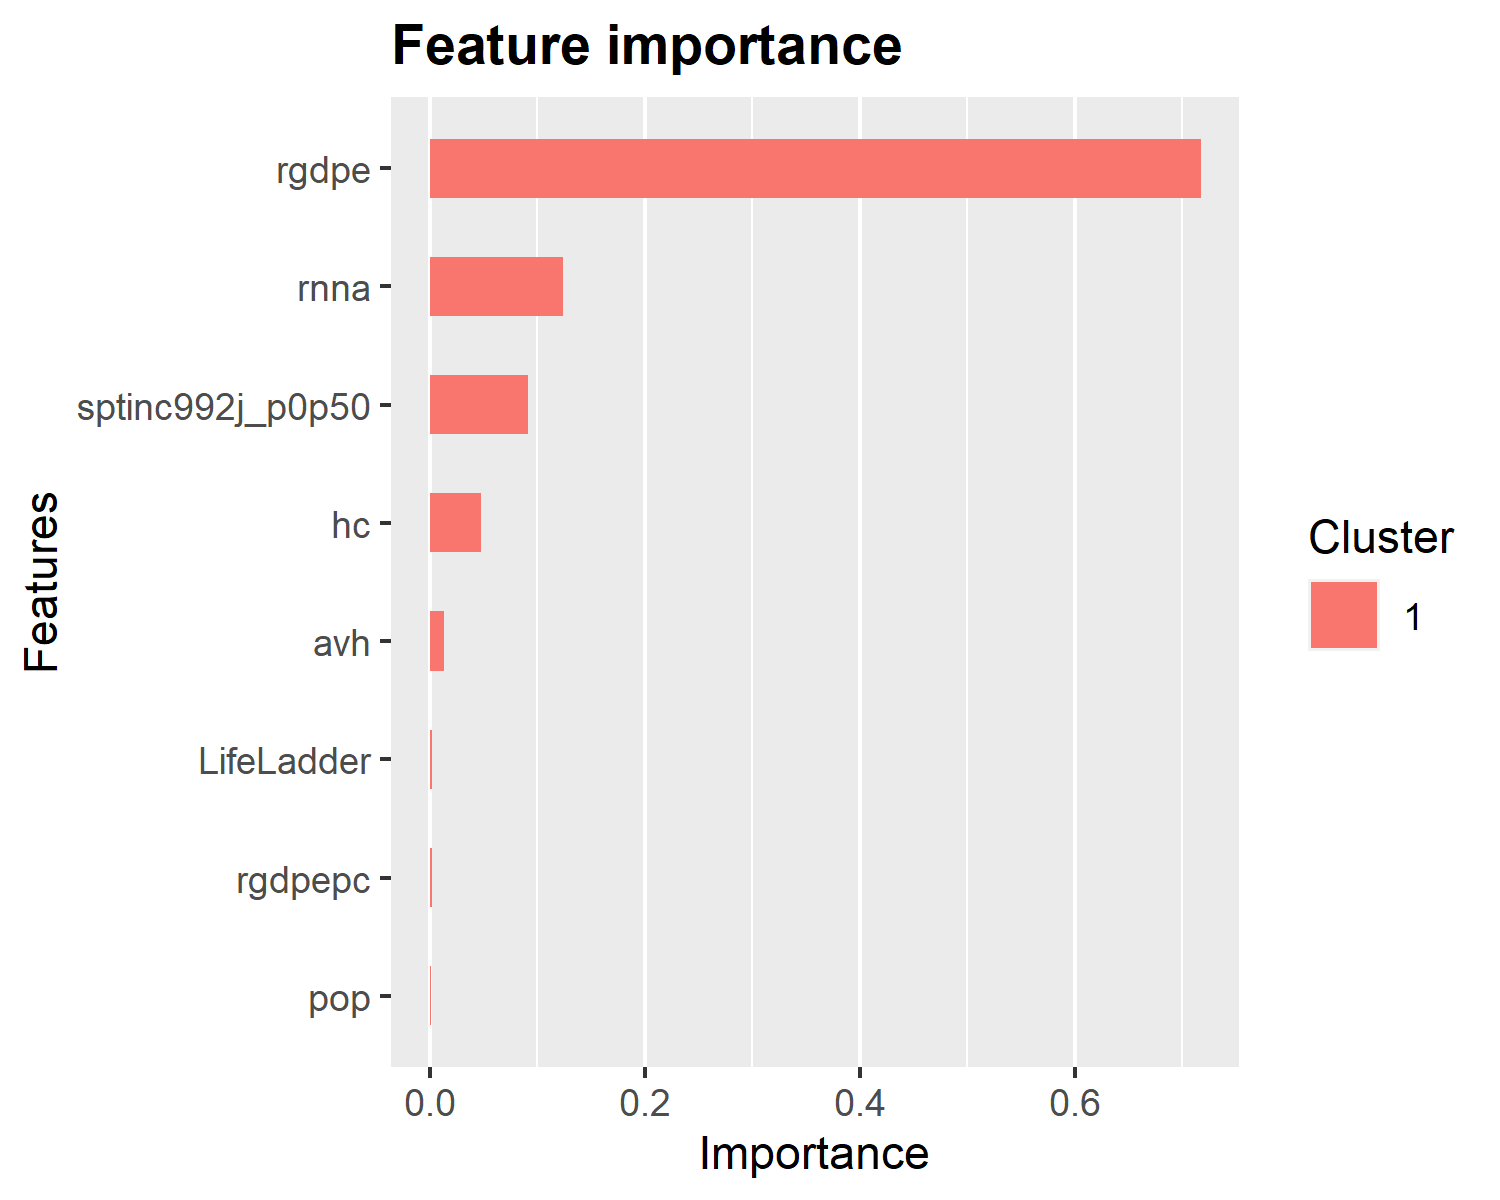 Feature importance
rgdpe
rnna
sptinc992j_p0p50
hc
avh
LifeLadder
rgdpepc
pop
Features
0.0 0.2 0.4 0.6
Importance
Cluster
1